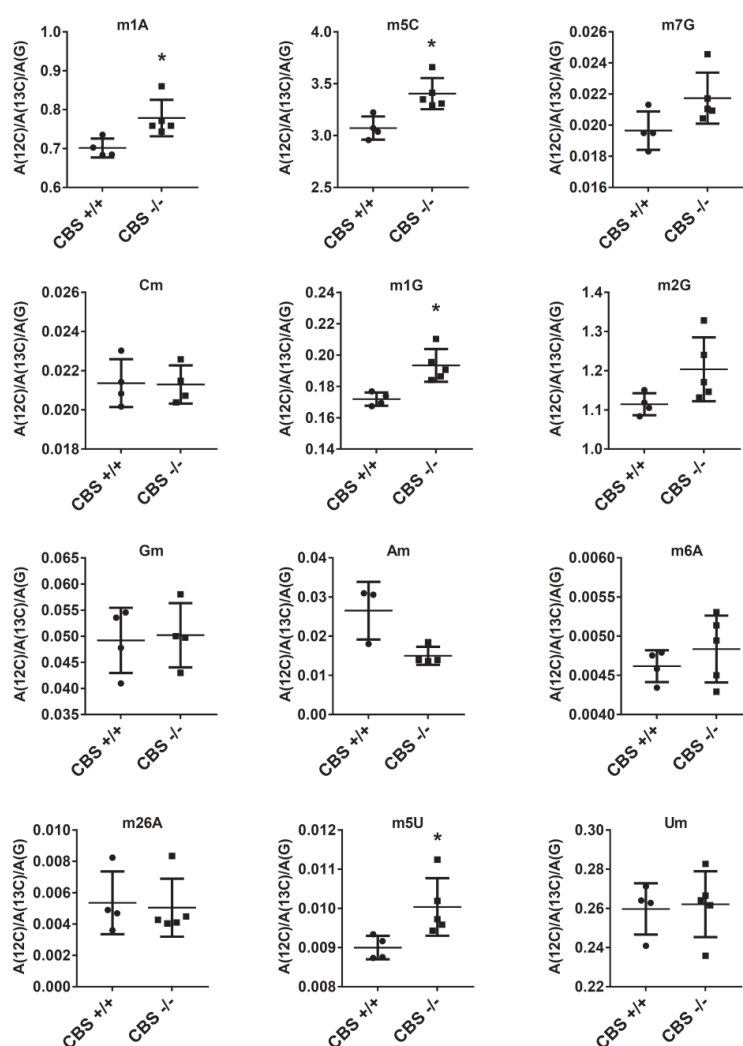 m1A
A(12C)/A(13C)/A(G)
1.0
0.9
0.8
0.7
0.6
*
CBS +/+
CBS -/-
m5C
A(12C)/A(13C)/A(G)
4.0
3.5
3.0
2.5
*
CBS +/+
CBS -/-
m7G
A(12C)/A(13C)/A(G)
0.026
0.024
0.022
0.020
0.018
0.016
CBS +/+
CBS -/-
Cm
A(12C)/A(13C)/A(G)
0.026
0.024
0.022
0.020
0.018
CBS +/+
CBS -/-
m1G
A(12C)/A(13C)/A(G)
0.24
0.22
0.20
0.18
0.16
0.14
*
CBS +/+
CBS -/-
m2G
A(12C)/A(13C)/A(G)
1.4
1.3
1.2
1.1
1.0
CBS +/+
CBS -/-
Gm
A(12C)/A(13C)/A(G)
0.065
0.060
0.055
0.050
0.045
0.040
0.035
CBS +/+
CBS -/-
Am
A(12C)/A(13C)/A(G)
0.04
0.03
0.02
0.01
0.00
CBS +/+
CBS -/-
m6A
A(12C)/A(13C)/A(G)
0.0060
0.0055
0.0050
0.0045
0.0040
CBS +/+
CBS -/-
m26A
A(12C)/A(13C)/A(G)
0.010
0.008
0.006
0.004
0.002
0.000
CBS +/+
CBS -/-
m5U
A(12C)/A(13C)/A(G)
0.012
0.011
0.010
0.009
0.008
*
CBS +/+
CBS -/-
Um
A(12C)/A(13C)/A(G)
0.30
0.28
0.26
0.24
0.22
CBS +/+
CBS -/-